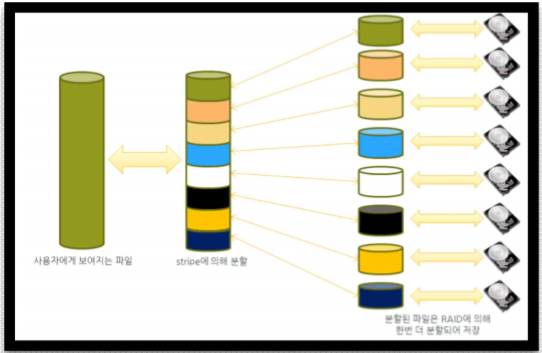 사용자에게 보여지는 파일
stripe에 의해 분할
분할된 파일은 RAID에 의해
한번 더 분할되어 저장